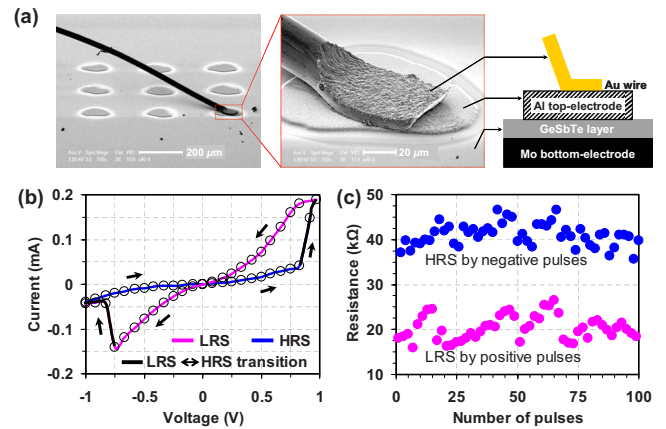 (a)
200 µm
20 µm
Au wire
Al top-electrode
GeSbTe layer
Mo bottom-electrode
(b)
Current (mA)
0.2
0.1
0
-0.1
-0.2
LRS
HRS
LRS ↔ HRS transition
-1
-0.5
0
0.5
1
Voltage (V)
(c)
Resistance (kΩ)
50
40
30
20
10
HRS by negative pulses
LRS by positive pulses
0
25
50
75
100
Number of pulses